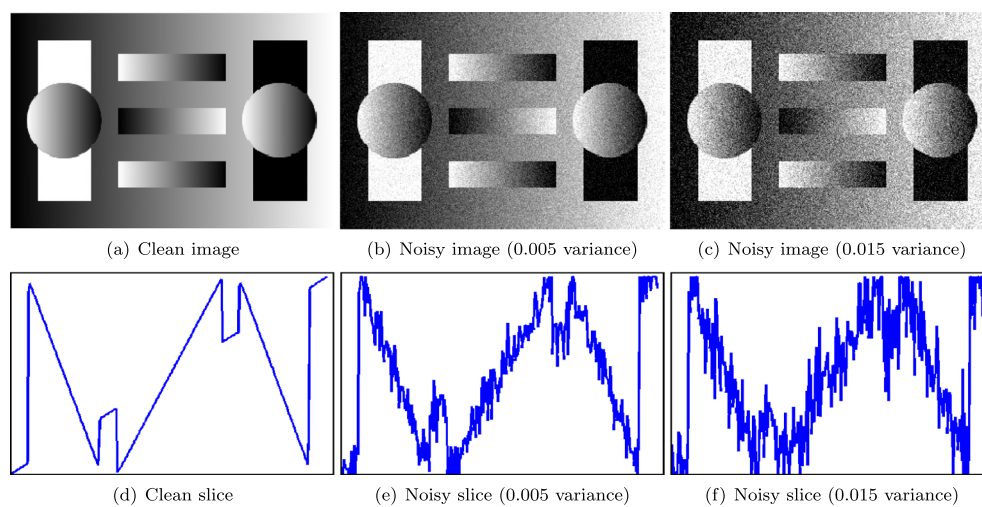 (a) Clean image
(b) Noisy image (0.005 variance)
(c) Noisy image (0.015 variance)
(d) Clean slice
(e) Noisy slice (0.005 variance)
(f) Noisy slice (0.015 variance)